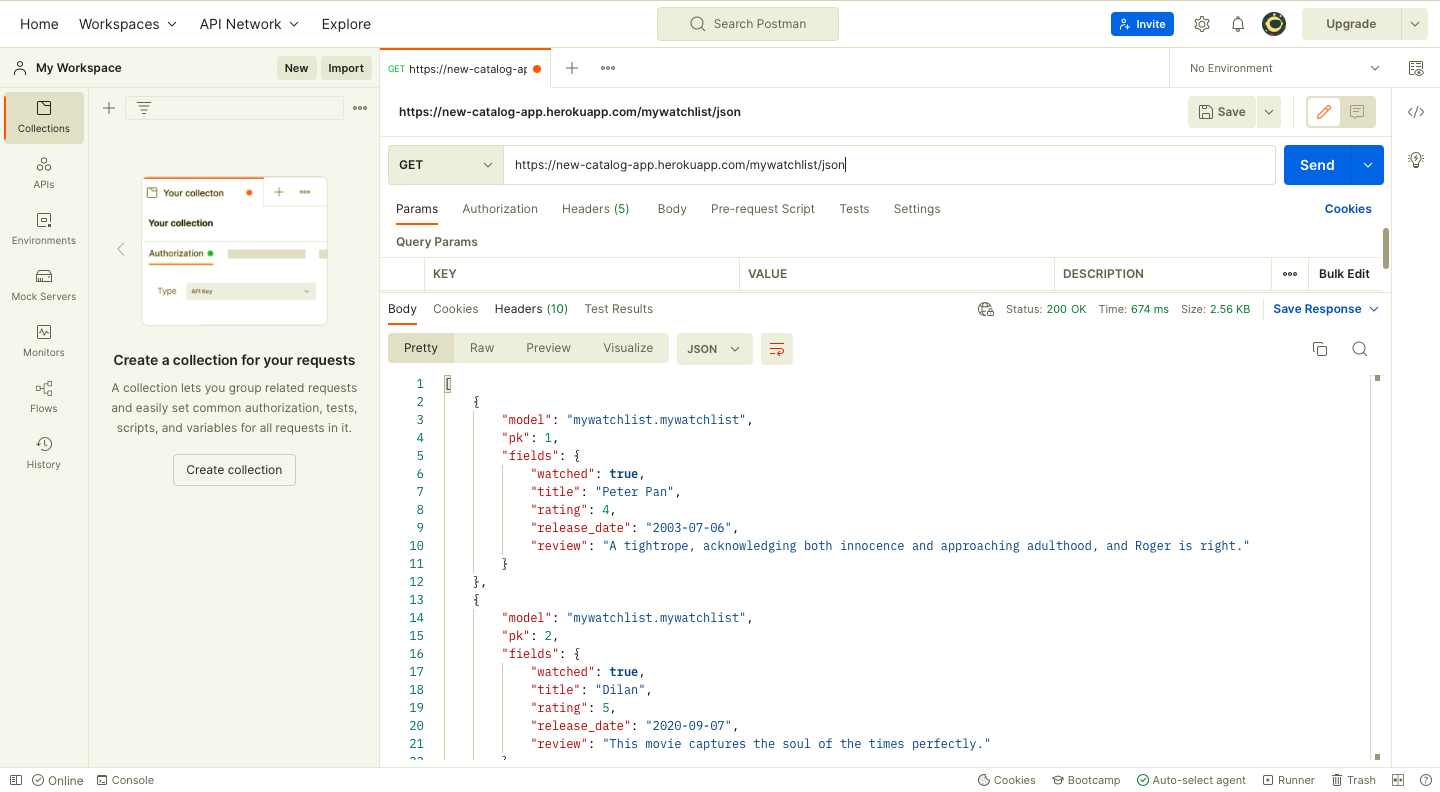 Home Workspaces API Network Explore Search Postman Invite Upgrade
My Workspace New Import GET https://new-catalog-ap No Environment
Collections
APIs
Environments
Mock Servers
Monitors
Flows
History
Your collecton
Your collection
Authorization
Type API Key
Create a collection for your requests
A collection lets you group related requests
and easily set common authorization, tests,
scripts, and variables for all requests in it.
Create collection
https://new-catalog-app.herokuapp.com/mywatchlist/json Save
GET https://new-catalog-app.herokuapp.com/mywatchlist/json Send
Params Authorization Headers (5) Body Pre-request Script Tests Settings Cookies
Query Params
KEY VALUE DESCRIPTION Bulk Edit
Body Cookies Headers (10) Test Results Status: 200 OK Time: 674 ms Size: 2.56 KB Save Response
Pretty Raw Preview Visualize JSON
1 [
2 {
3 "model": "mywatchlist.mywatchlist",
4 "pk": 1,
5 "fields": {
6 "watched": true,
7 "title": "Peter Pan",
8 "rating": 4,
9 "release_date": "2003-07-06",
10 "review": "A tightrope, acknowledging both innocence and approaching adulthood, and Roger is right."
11 }
12 },
13 {
14 "model": "mywatchlist.mywatchlist",
15 "pk": 2,
16 "fields": {
17 "watched": true,
18 "title": "Dilan",
19 "rating": 5,
20 "release_date": "2020-09-07",
21 "review": "This movie captures the soul of the times perfectly."
Online Console Cookies Bootcamp Auto-select agent Runner Trash